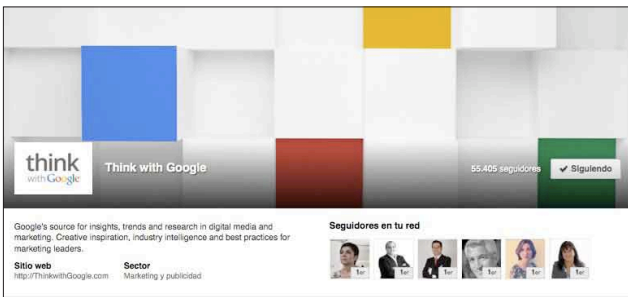 think
with Google
Think with Google
55.405 seguidores
✔ Siguiendo
Google's source for insights, trends and research in digital media and
marketing. Creative inspiration, industry intelligence and best practices for
marketing leaders.
Sitio web
http://ThinkwithGoogle.com
Sector
Marketing y publicidad
Seguidores en tu red
1er
1er
1er
1er
1er
1er